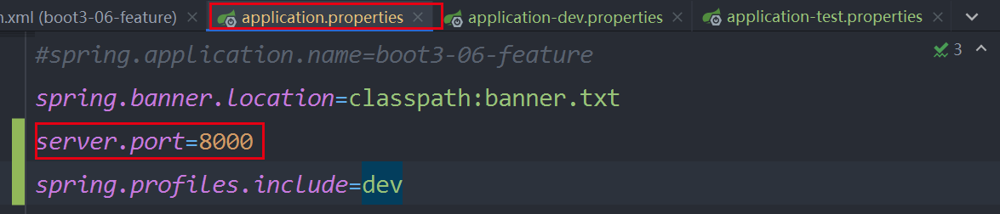 n.xml (boot3-06-feature) application.properties application-dev.properties application-test.properties
#spring.application.name=boot3-06-feature
3
spring.banner.location=classpath:banner.txt
server.port=8000
spring.profiles.include=dev